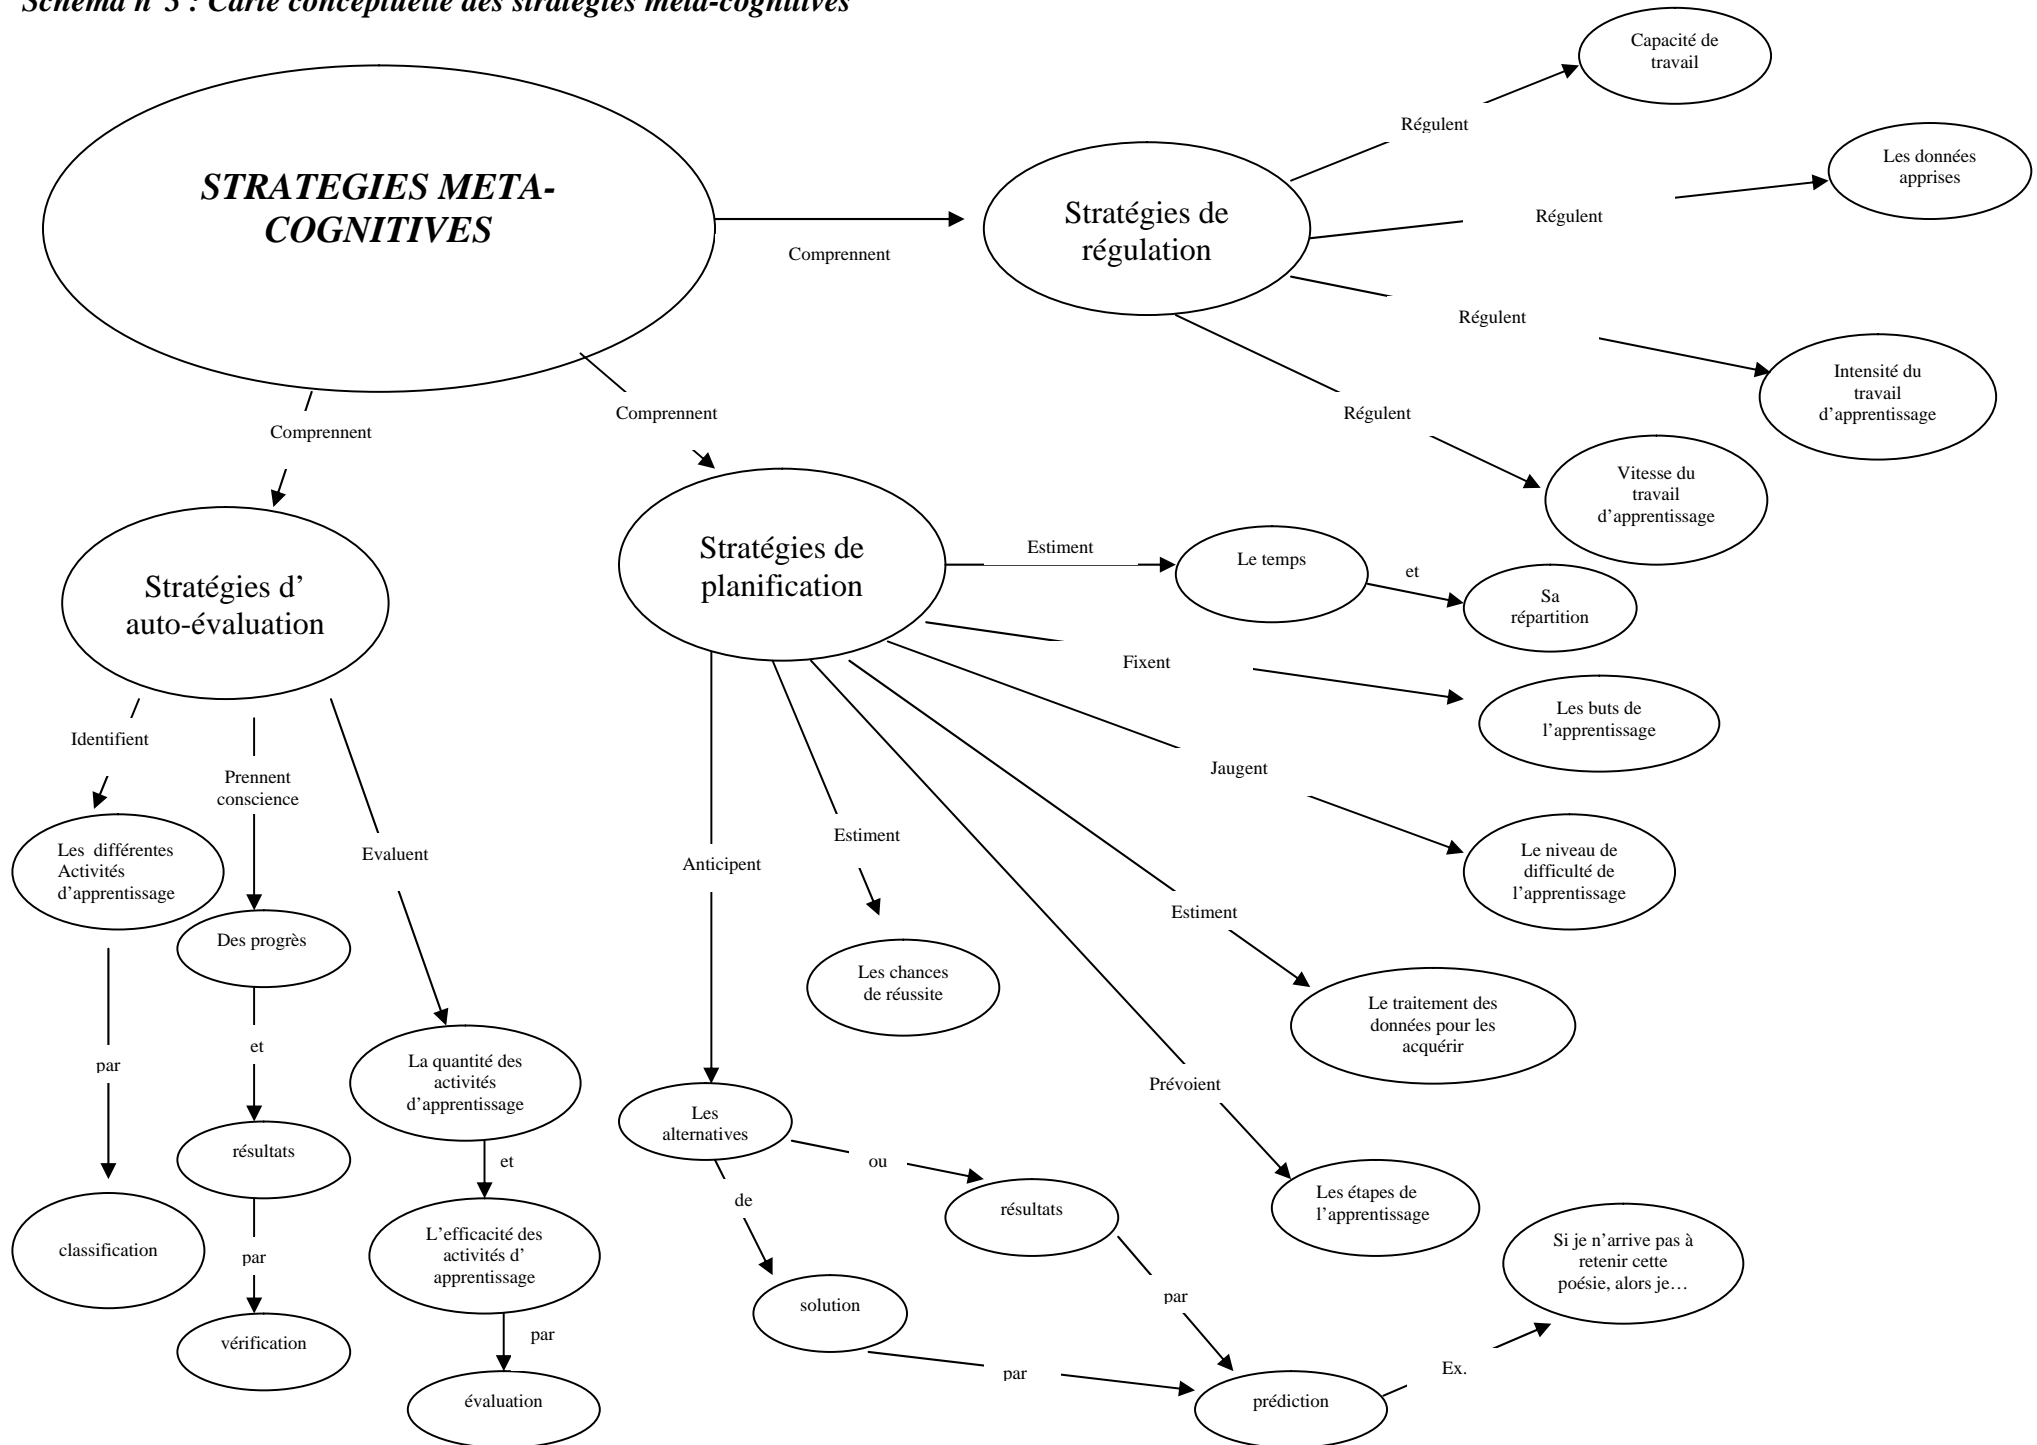 Schéma n°3 : Carte conceptuelle des stratégies méta-cognitives
Capacité de
travail
Régulent
Les données
apprises
STRATEGIES META-
COGNITIVES
Stratégies de
régulation
Régulent
Comprennent
Régulent
Intensité du
travail
d’apprentissage
Comprennent
Régulent
Comprennent
Vitesse du
travail
d’apprentissage
Stratégies de
planification
Estiment
Le temps
et
Sa
répartition
Stratégies d’
auto-évaluation
Fixent
Les buts de
l’apprentissage
Identifient
Prennent
conscience
Jaugent
Evaluent
Estiment
Anticipent
Les différentes
Activités
d’apprentissage
Le niveau de
difficulté de
l’apprentissage
Estiment
Des progrès
Les chances
de réussite
Le traitement des
données pour les
acquérir
et
par
La quantité des
activités
d’apprentissage
Prévoient
Les
alternatives
résultats
et
ou
de
Les étapes de
l’apprentissage
résultats
classification
par
L’efficacité des
activités d’
apprentissage
Si je n’arrive pas à
retenir cette
poésie, alors je…
solution
par
vérification
par
par
Ex.
évaluation
prédiction